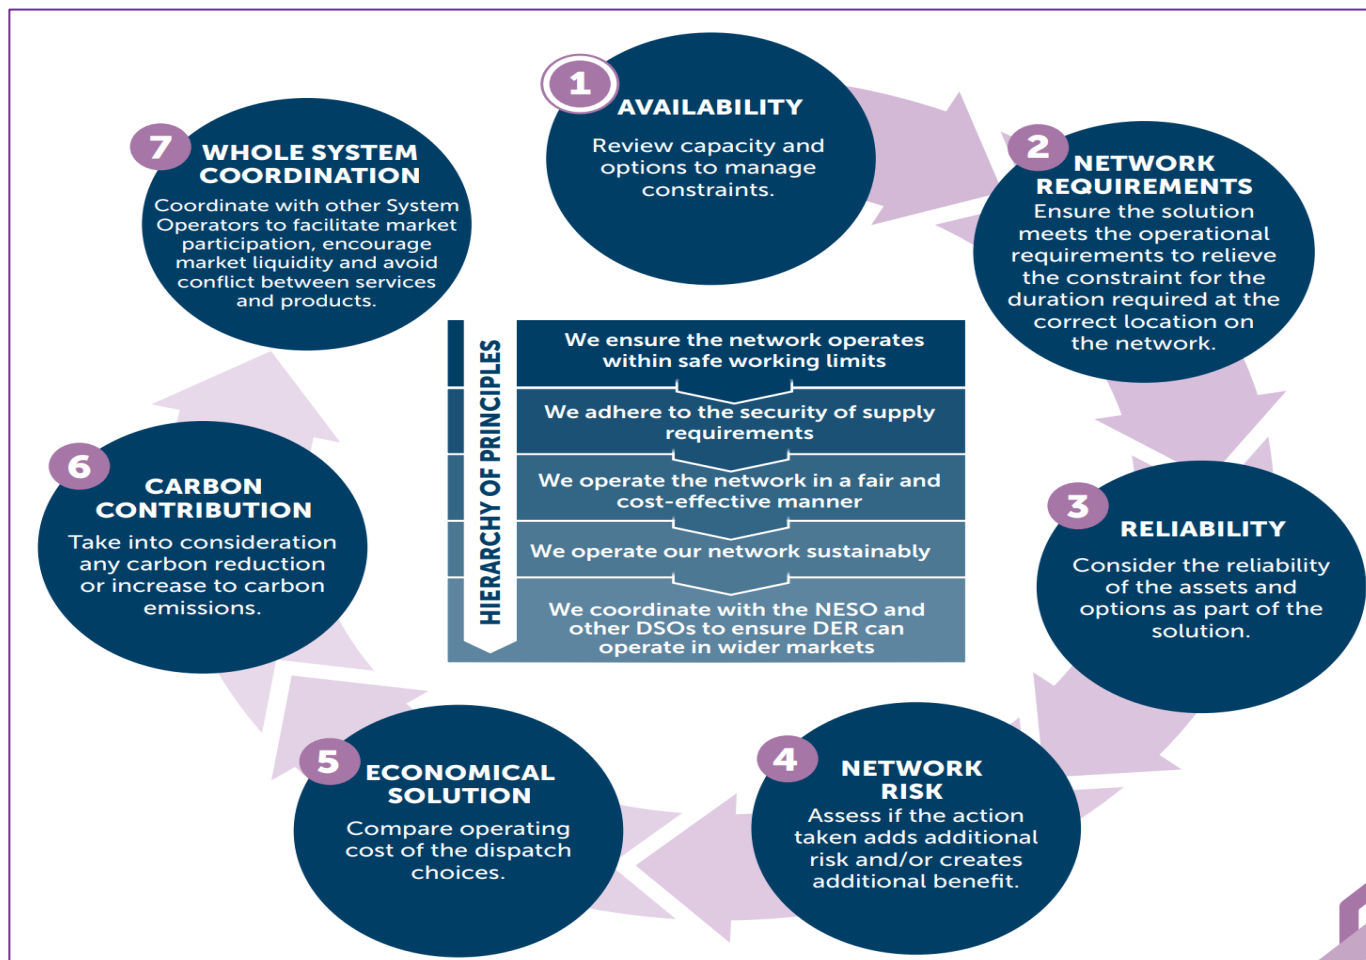 1
AVAILABILITY
Review capacity and
options to manage
constraints.
2
NETWORK
REQUIREMENTS
Ensure the solution
meets the operational
requirements to relieve
the constraint for the
duration required at the
correct location on
the network.
3
RELIABILITY
Consider the reliability
of the assets and
options as part of the
solution.
4
NETWORK
RISK
Assess if the action
taken adds additional
risk and/or creates
additional benefit.
5
ECONOMICAL
SOLUTION
Compare operating
cost of the dispatch
choices.
6
CARBON
CONTRIBUTION
Take into consideration
any carbon reduction
or increase to carbon
emissions.
7
WHOLE SYSTEM
COORDINATION
Coordinate with other System
Operators to facilitate market
participation, encourage
market liquidity and avoid
conflict between services
and products.
HIERARCHY OF PRINCIPLES
We ensure the network operates
within safe working limits
We adhere to the security of supply
requirements
We operate the network in a fair and
cost-effective manner
We operate our network sustainably
We coordinate with the NESO and
other DSOs to ensure DER can
operate in wider markets